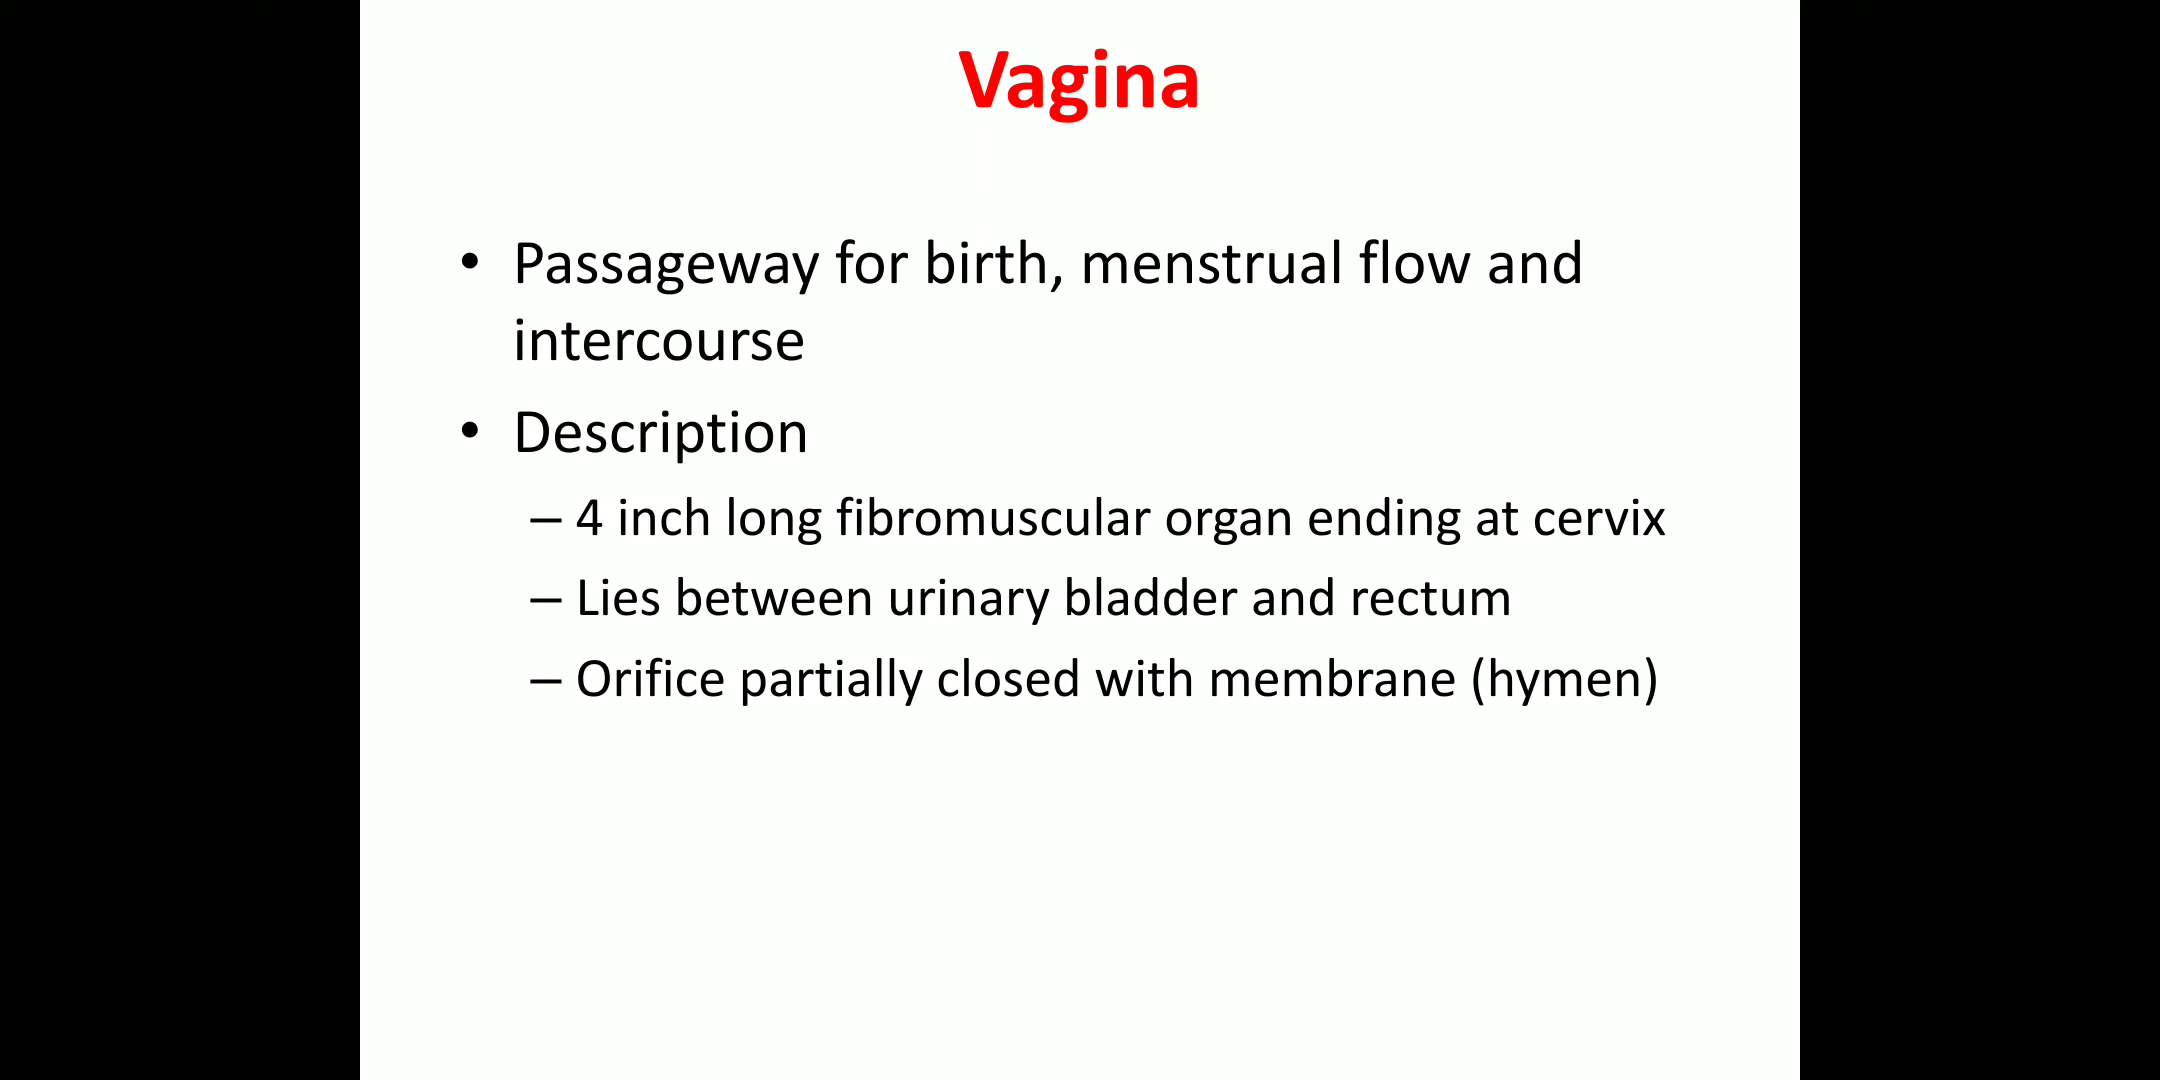 Vagina
• Passageway for birth, menstrual flow and
intercourse
• Description
– 4 inch long fibromuscular organ ending at cervix
– Lies between urinary bladder and rectum
– Orifice partially closed with membrane (hymen)